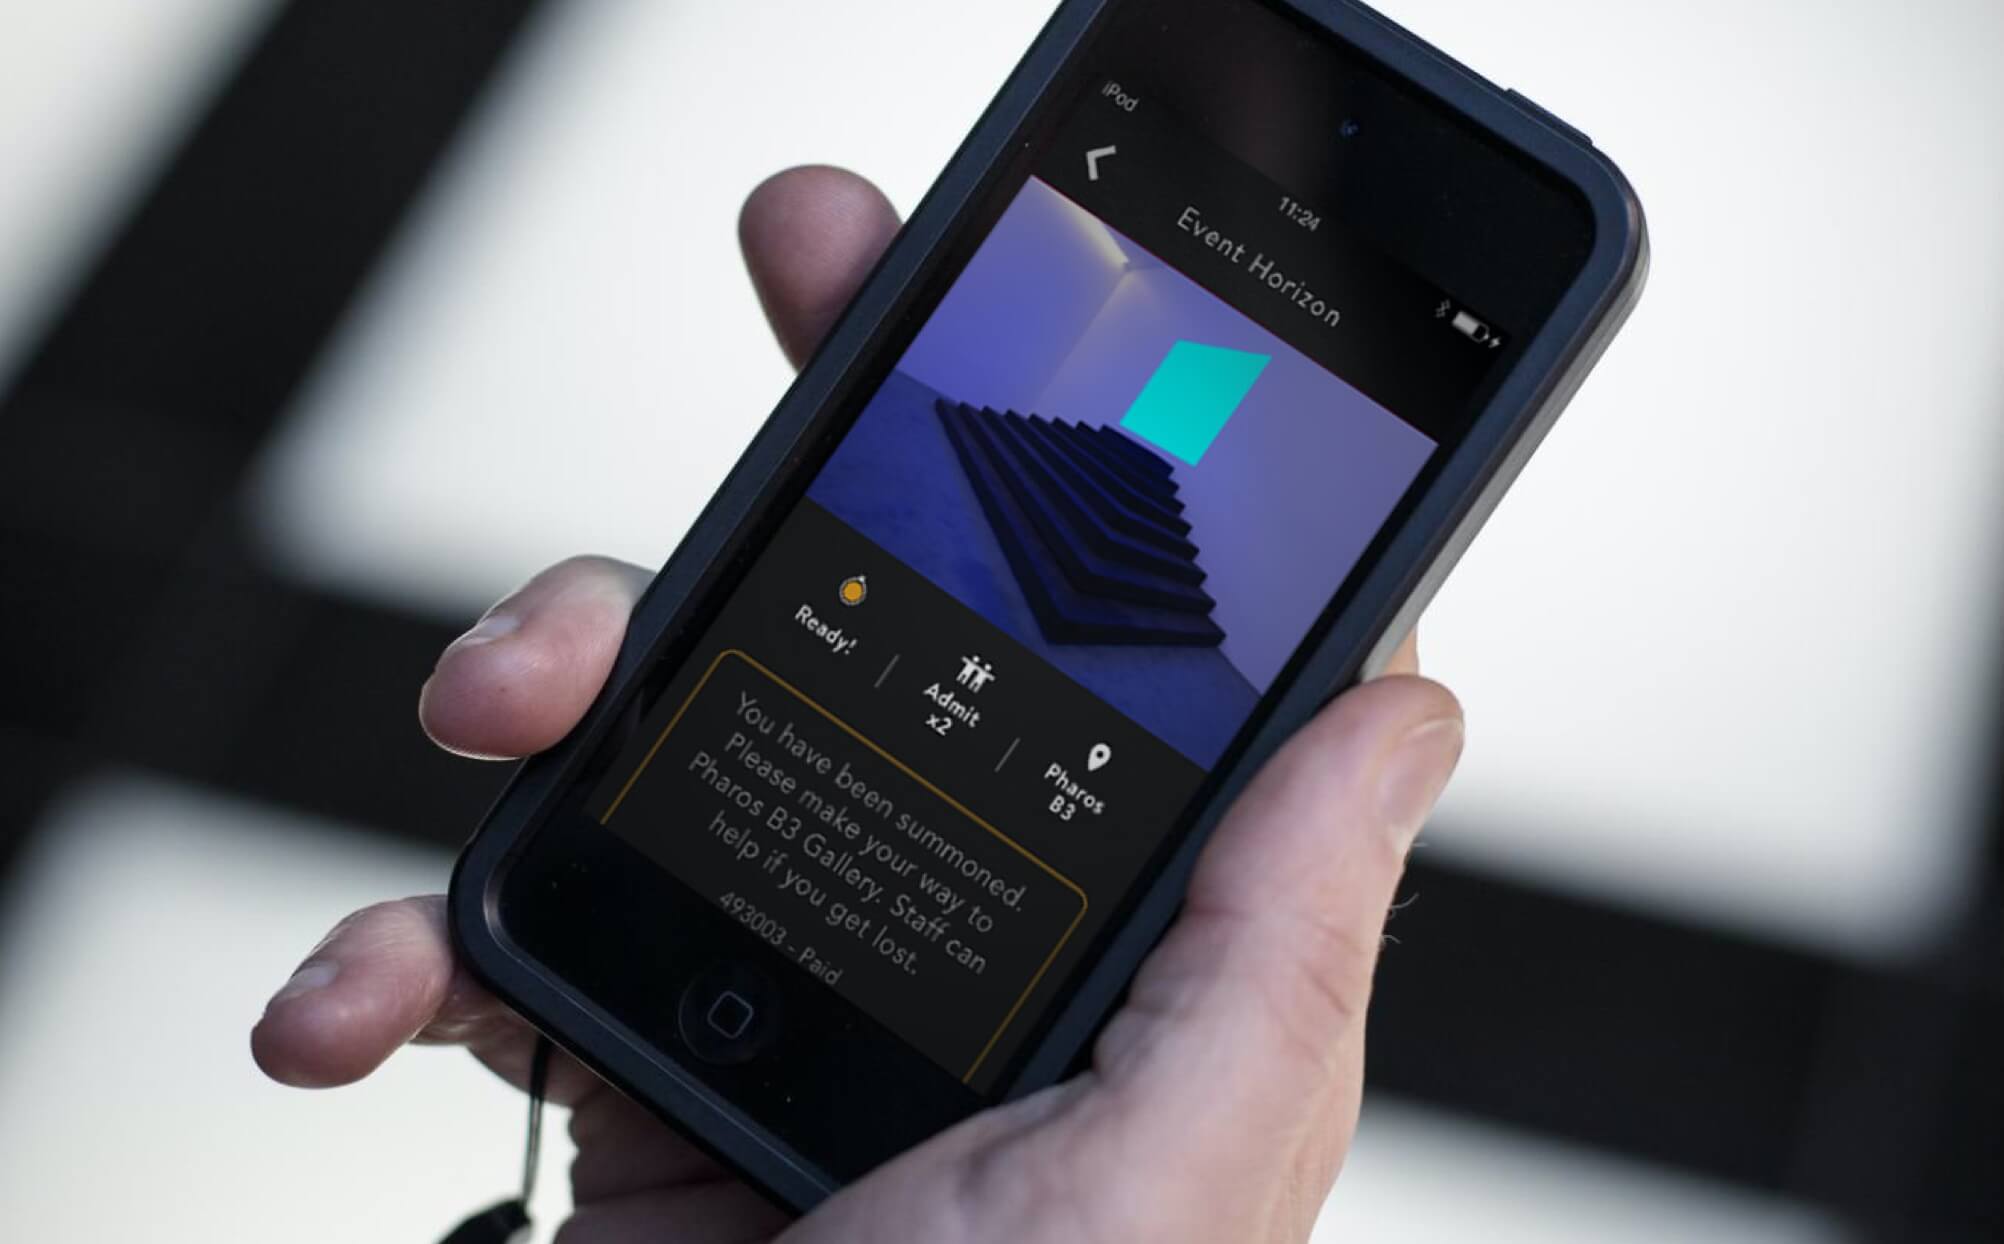 iPod
11:24
Event Horizon
Ready!
Admit
x2
Pharos
B3
You have been summoned.
Please make your way to
Pharos B3 Gallery. Staff can
help if you get lost.
493003 - Paid